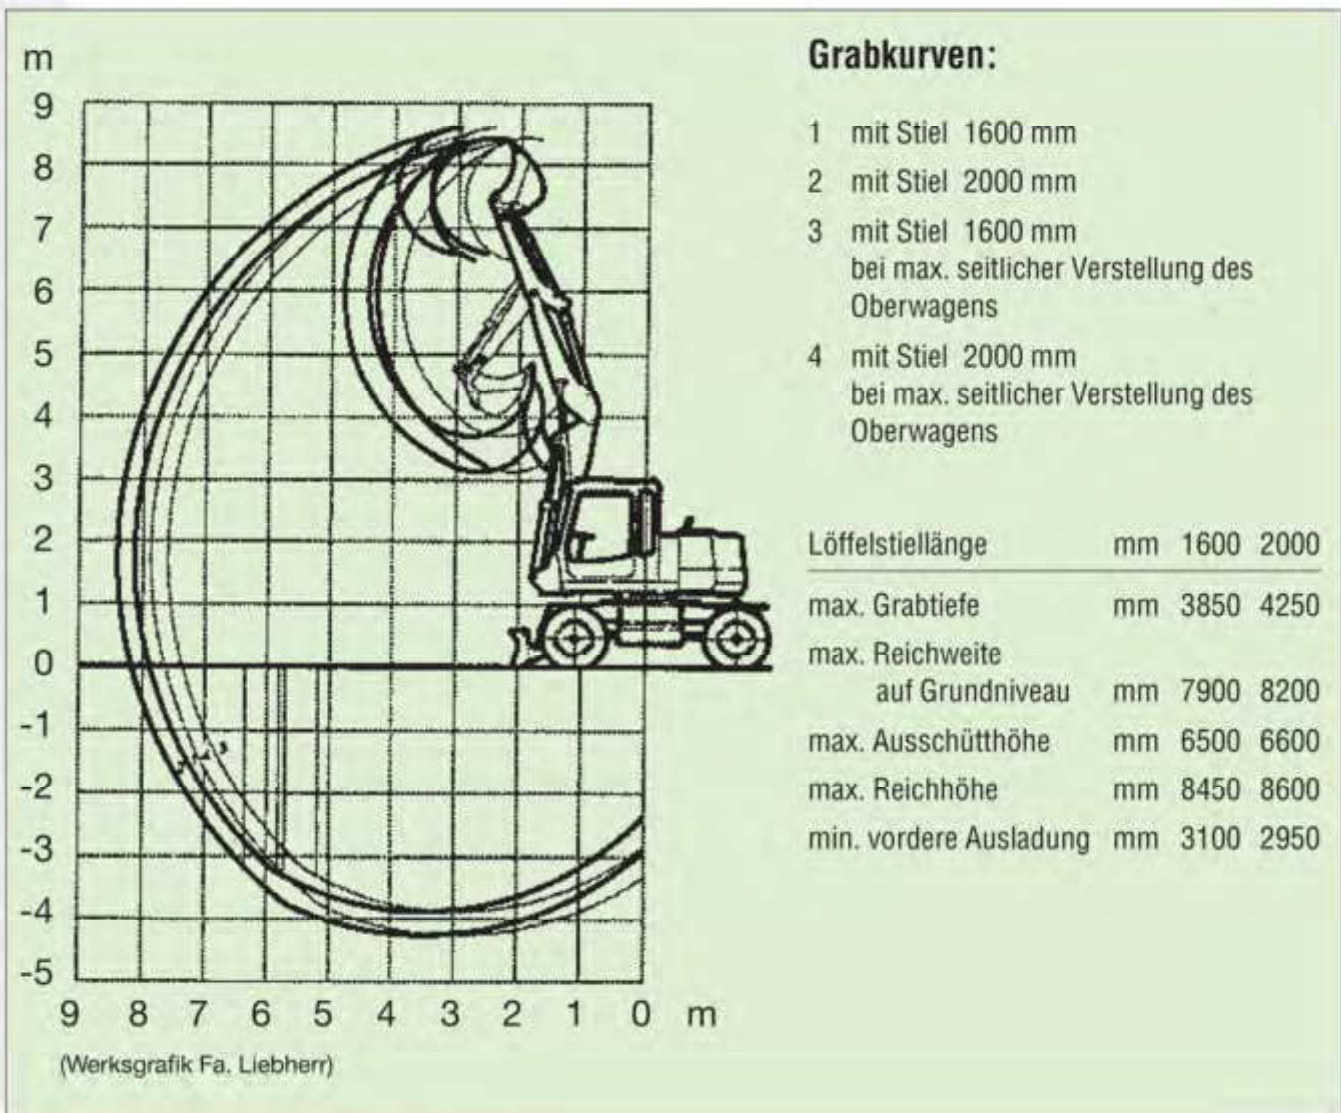 m
9
8
7
6
5
4
3
2
1
0
-1
-2
-3
-4
-5
9 8 7 6 5 4 3 2 1 0 m
(Werksgrafik Fa. Liebherr)
Grabkurven:
1 mit Stiel 1600 mm
2 mit Stiel 2000 mm
3 mit Stiel 1600 mm
bei max. seitlicher Verstellung des
Oberwagens
4 mit Stiel 2000 mm
bei max. seitlicher Verstellung des
Oberwagens
Löffelstiellänge mm 1600 2000
max. Grabtiefe mm 3850 4250
max. Reichweite
auf Grundniveau mm 7900 8200
max. Ausschütthöhe mm 6500 6600
max. Reichhöhe mm 8450 8600
min. vordere Ausladung mm 3100 2950